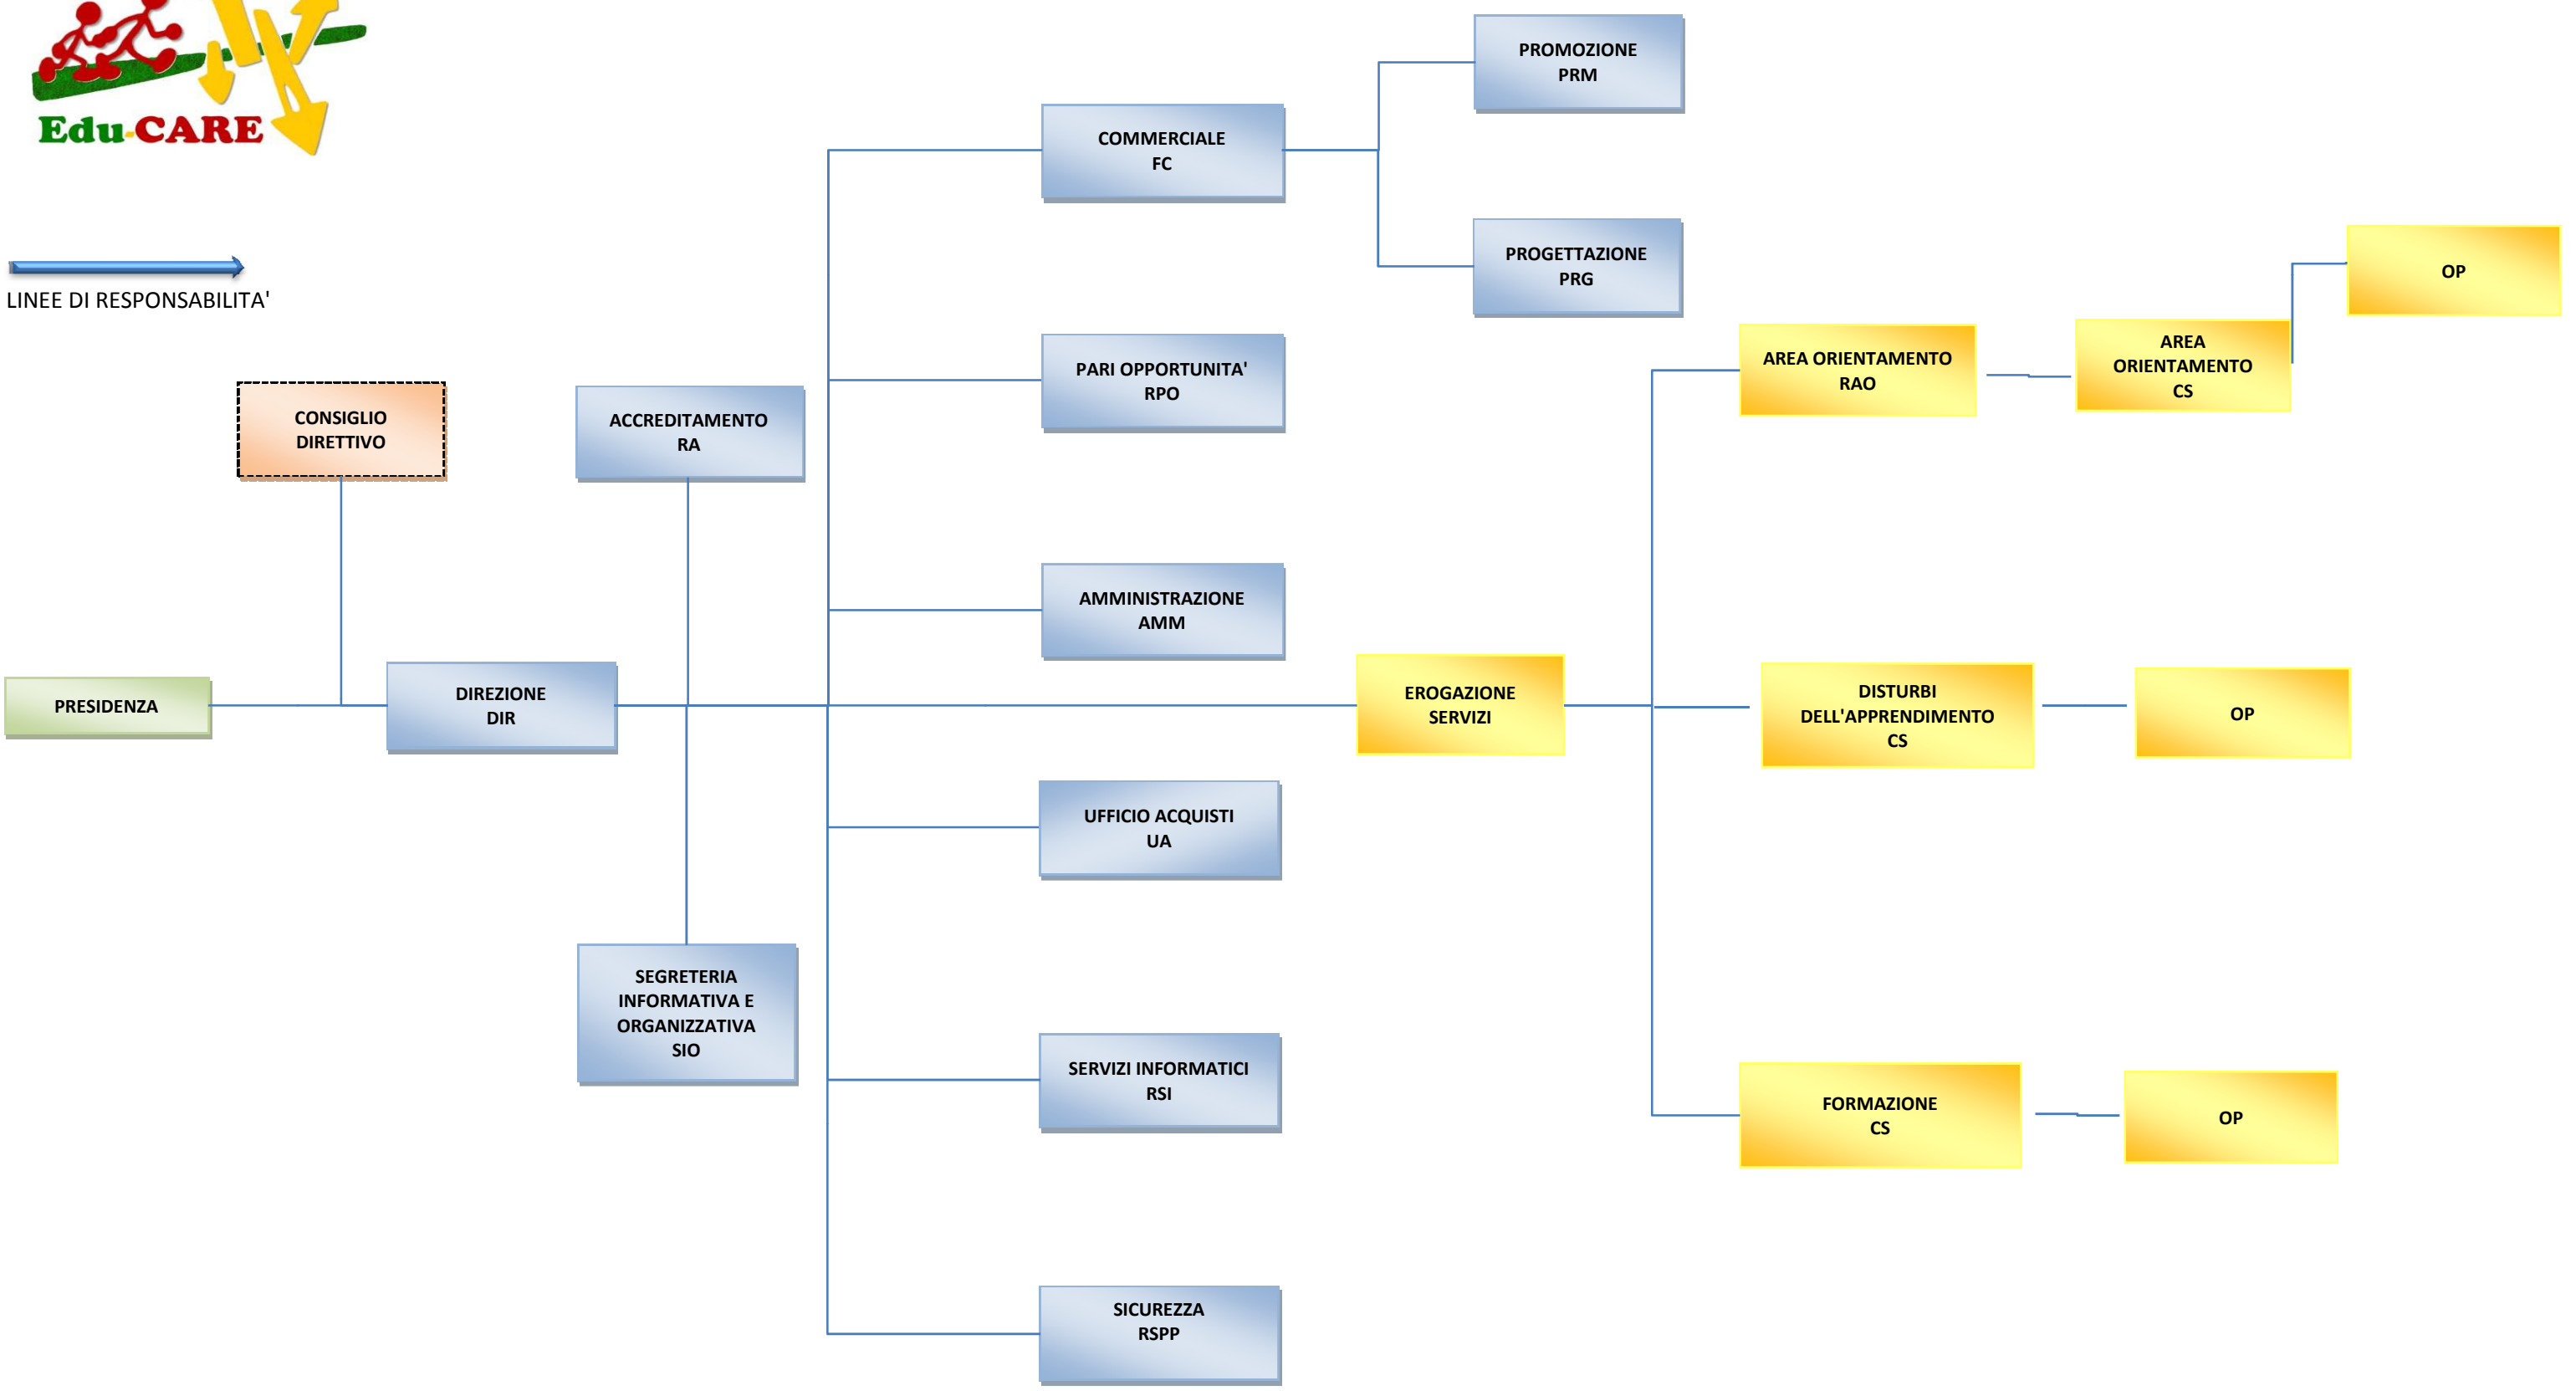 Edu-CARE
LINEE DI RESPONSABILITA'
PRESIDENZA
CONSIGLIO
DIRETTIVO
DIREZIONE
DIR
ACCREDITAMENTO
RA
SEGRETERIA
INFORMATIVA E
ORGANIZZATIVA
SIO
COMMERCIALE
FC
PROMOZIONE
PRM
PROGETTAZIONE
PRG
PARI OPPORTUNITA'
RPO
AMMINISTRAZIONE
AMM
UFFICIO ACQUISTI
UA
SERVIZI INFORMATICI
RSI
SICUREZZA
RSPP
EROGAZIONE
SERVIZI
AREA ORIENTAMENTO
RAO
AREA
ORIENTAMENTO
CS
OP
DISTURBI
DELL'APPRENDIMENTO
CS
OP
FORMAZIONE
CS
OP